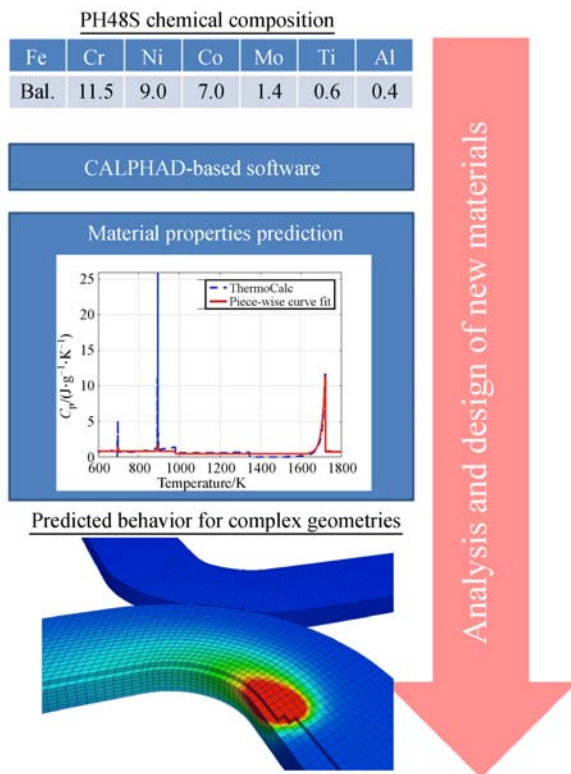 PH48S chemical composition
Fe Cr Ni Co Mo Ti Al
Bal. 11.5 9.0 7.0 1.4 0.6 0.4
CALPHAD-based software
Material properties prediction
25
20
15
10
5
0
Cp/(J·g⁻¹·K⁻¹)
ThermoCalc
Piece-wise curve fit
600 800 1000 1200 1400 1600 1800
Temperature/K
Predicted behavior for complex geometries
Analysis and design of new materials